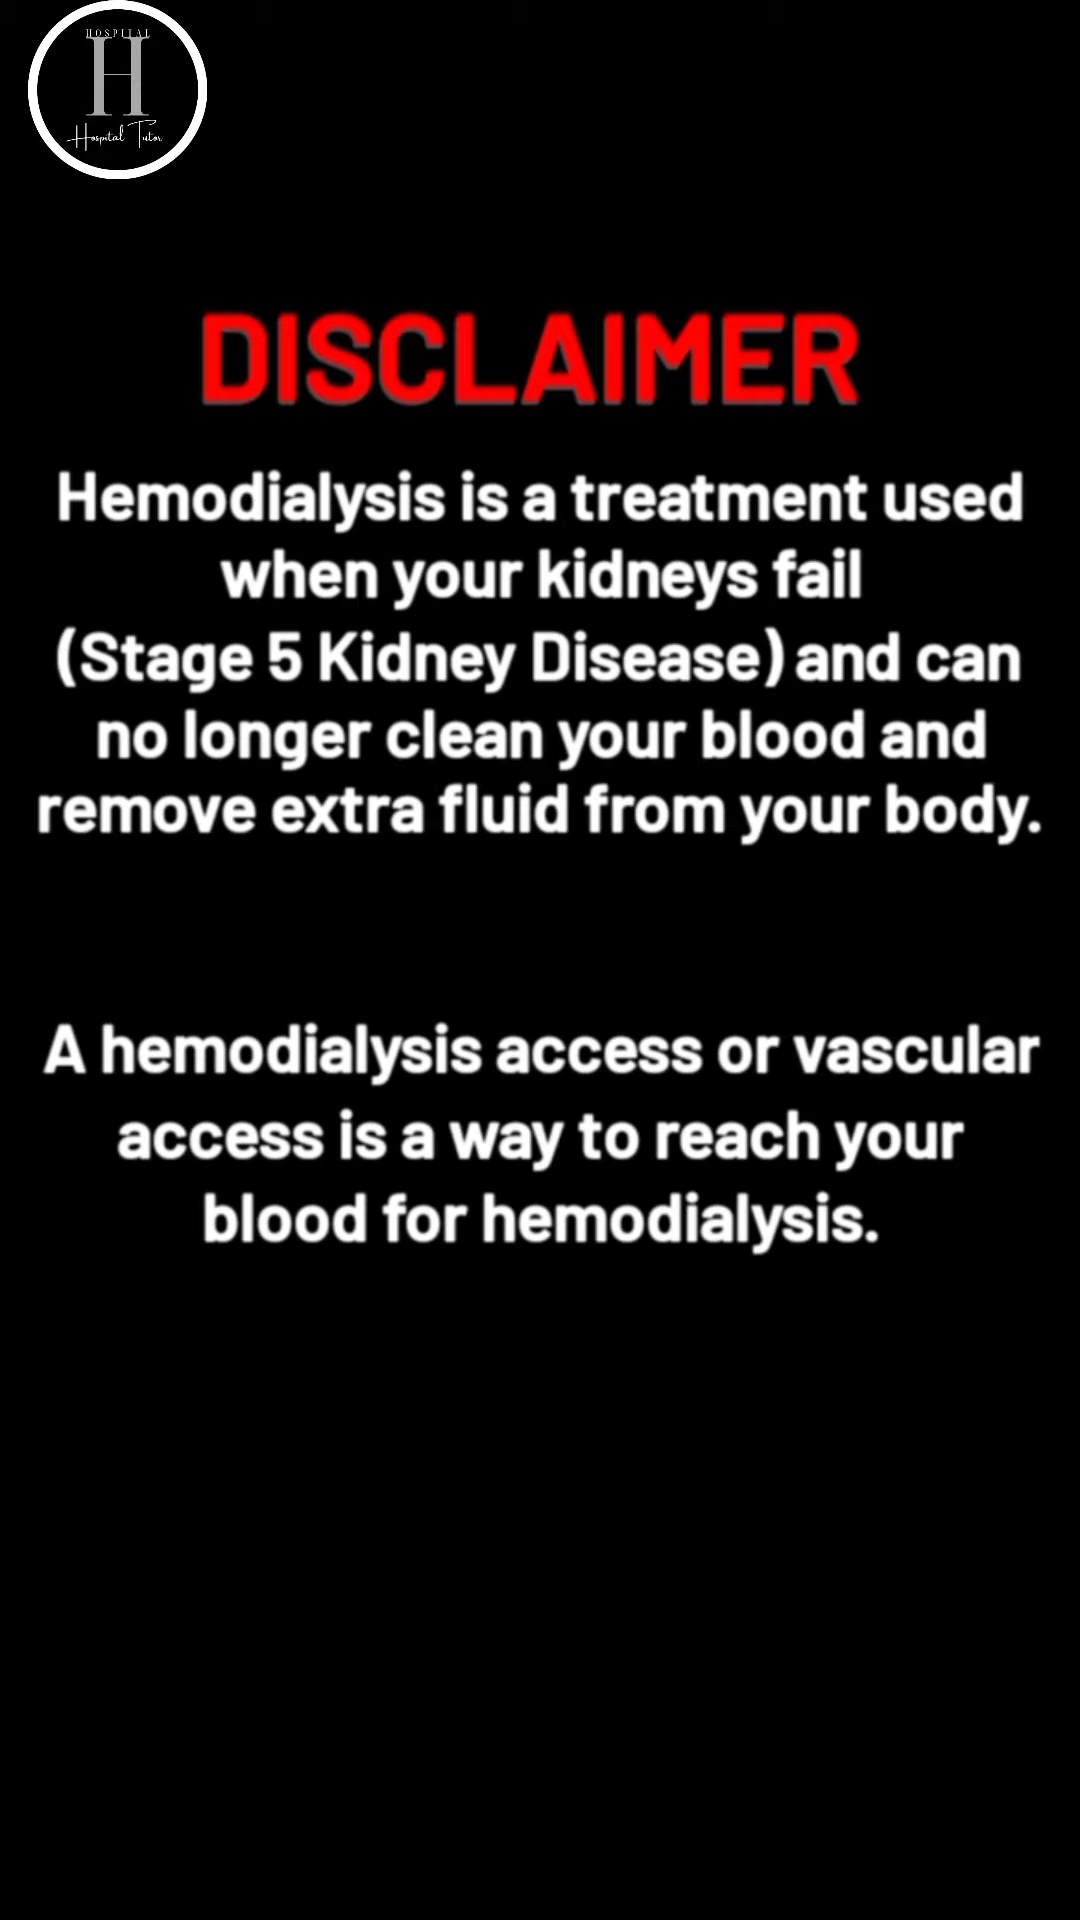 HOSPITAL
H
Hospital Tutor
DISCLAIMER
Hemodialysis is a treatment used
when your kidneys fail
(Stage 5 Kidney Disease) and can
no longer clean your blood and
remove extra fluid from your body.
A hemodialysis access or vascular
access is a way to reach your
blood for hemodialysis.